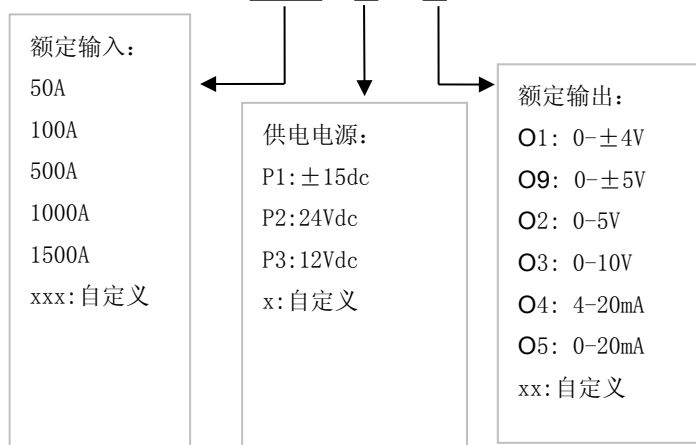 额定输入：
50A
100A
500A
1000A
1500A
xxx:自定义
供电电源：
P1:±15dc
P2:24Vdc
P3:12Vdc
x:自定义
额定输出：
O1: 0-±4V
O9: 0-±5V
O2: 0-5V
O3: 0-10V
O4: 4-20mA
O5: 0-20mA
xx:自定义